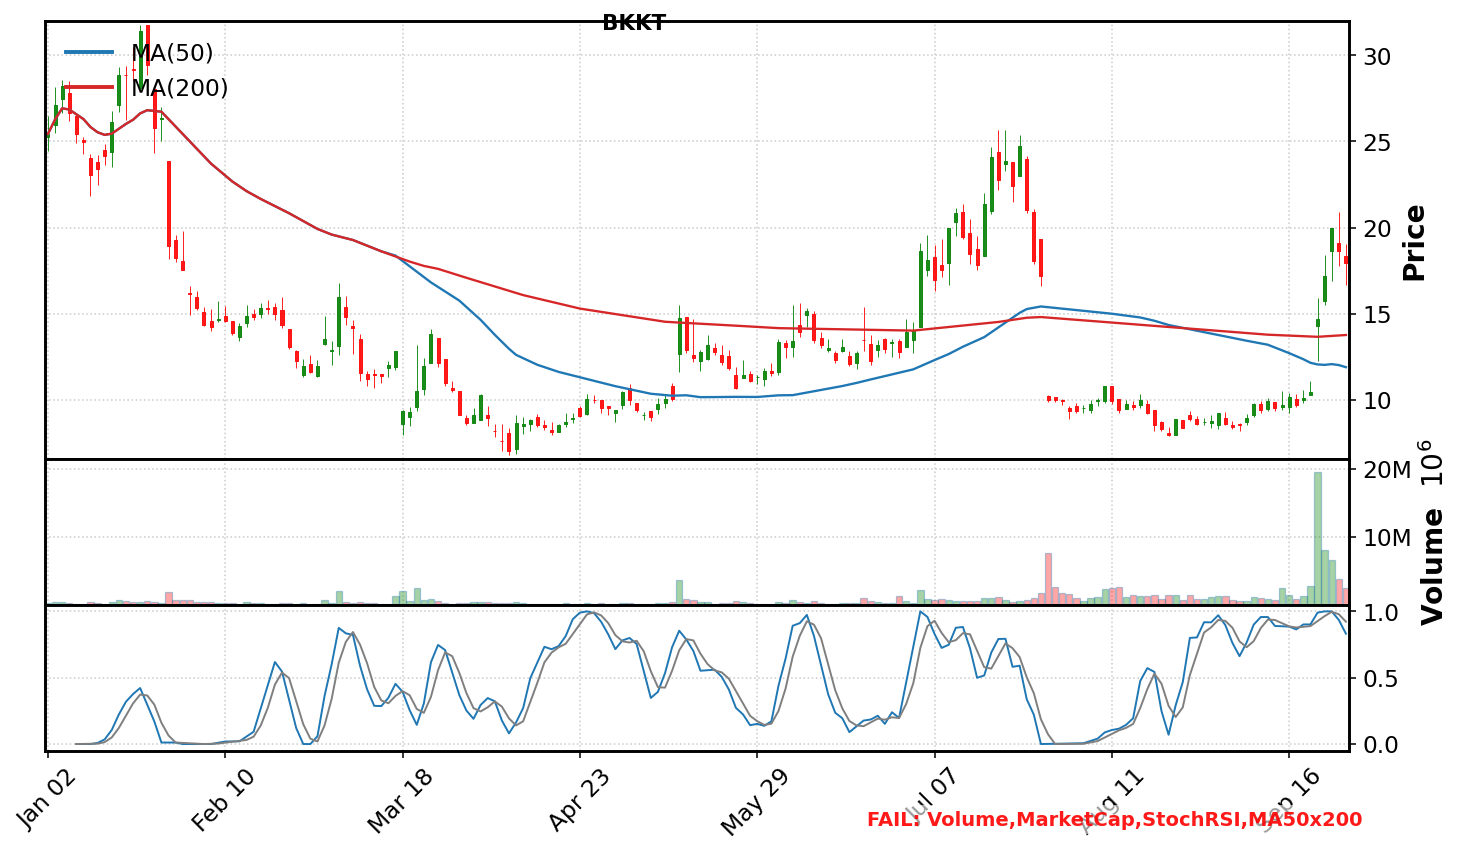 BKKT
MA(50)
MA(200)
30
25
20
15
10
Price
20M
10M
Volume 10^6
1.0
0.5
0.0
Jan 02
Feb 10
Mar 18
Apr 23
May 29
Jul 07
Aug 11
Sep 16
FAIL: Volume,MarketCap,StochRSI,MA50x200